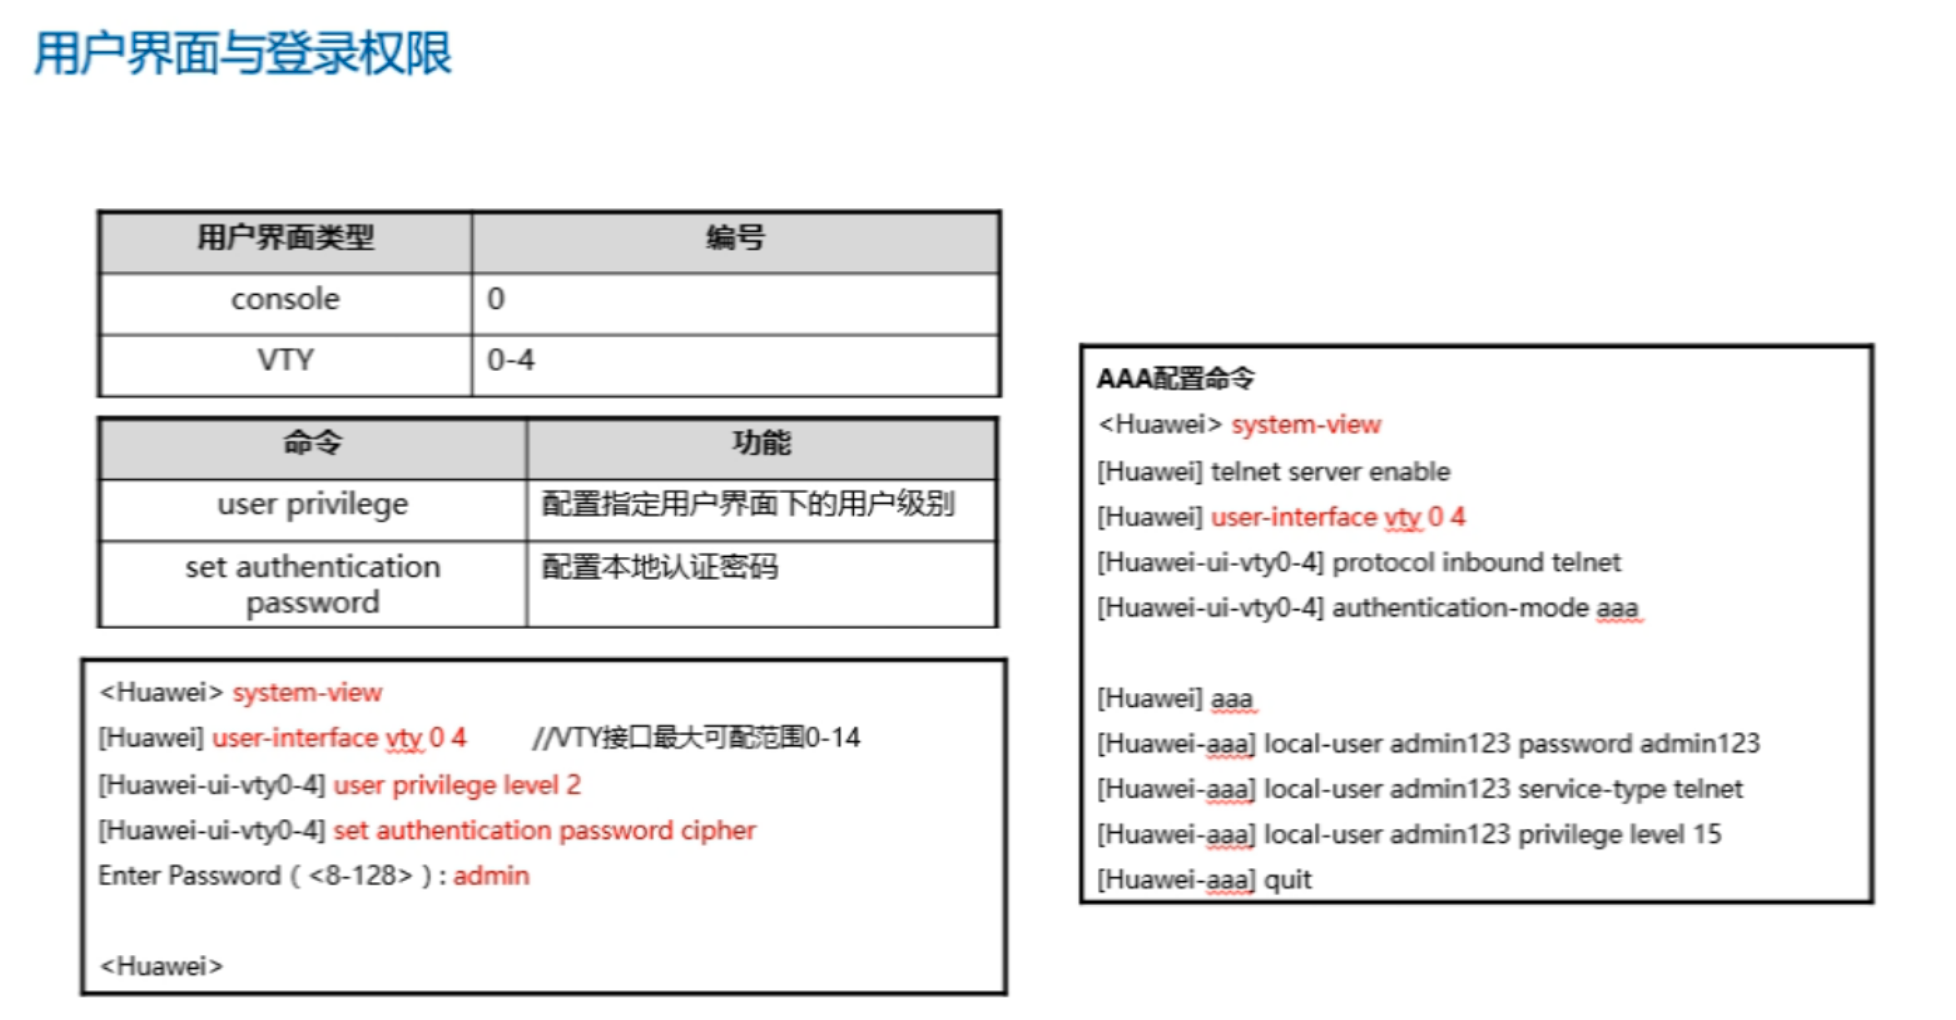 用户界面与登录权限
用户界面类型 编号
console 0
VTY 0-4
命令 功能
user privilege 配置指定用户界面下的用户级别
set authentication password 配置本地认证密码
<Huawei> system-view
[Huawei] user-interface vty 0 4 //VTY接口最大可配范围0-14
[Huawei-ui-vty0-4] user privilege level 2
[Huawei-ui-vty0-4] set authentication password cipher
Enter Password ( <8-128> ) : admin
<Huawei>
AAA配置命令
<Huawei> system-view
[Huawei] telnet server enable
[Huawei] user-interface vty 0 4
[Huawei-ui-vty0-4] protocol inbound telnet
[Huawei-ui-vty0-4] authentication-mode aaa
[Huawei] aaa
[Huawei-aaa] local-user admin123 password admin123
[Huawei-aaa] local-user admin123 service-type telnet
[Huawei-aaa] local-user admin123 privilege level 15
[Huawei-aaa] quit